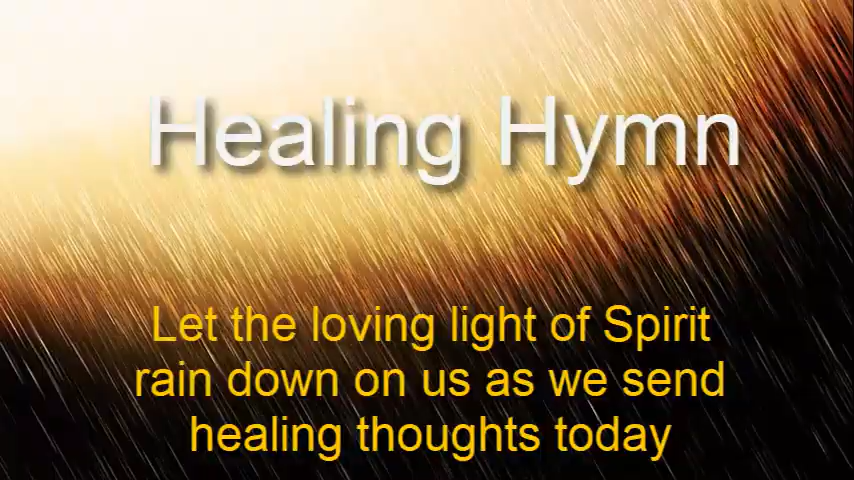 Healing Hymn
Let the loving light of Spirit
rain down on us as we send
healing thoughts today